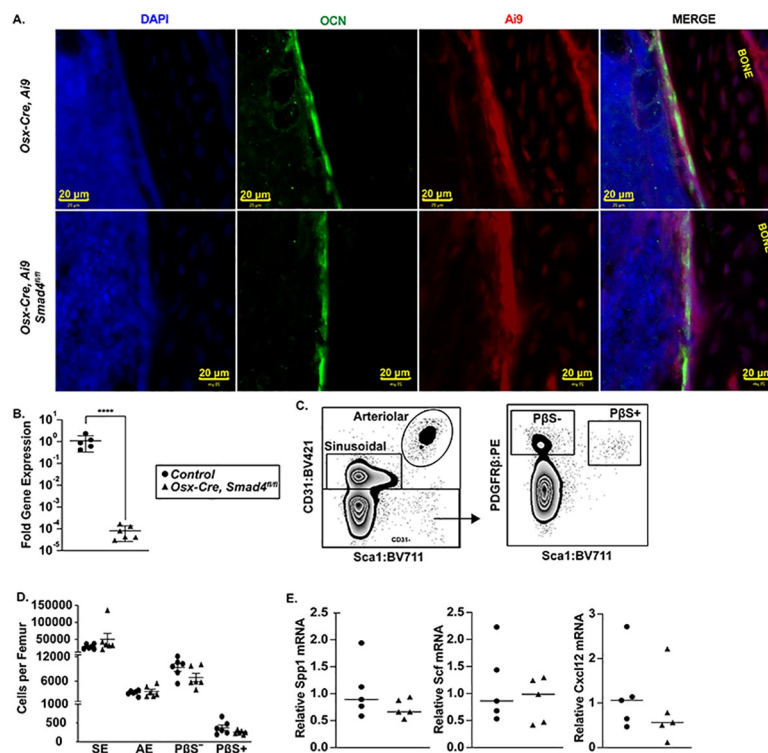 A.
DAPI OCN Ai9 MERGE
Osx-Cre, Ai9
BONE
20 µm 20 µm 20 µm 20 µm
Osx-Cre, Ai9
Smad4fl/fl
BONE
20 µm 20 µm 20 µm 20 µm
B.
Fold Gene Expression
10^1
10^0
10^-1
10^-2
10^-3
10^-4
10^-5
****
Control
Osx-Cre, Smad4fl/fl
C.
Arteriolar
Sinusoidal
CD31:BV421
CD31-
Sca1:BV711
PβS- PβS+
PDGFRβ:PE
Sca1:BV711
D.
Cells per Femur
150000
100000
50000
12000
6000
1000
500
0
SE AE PβS⁻ PβS+
E.
Relative Spp1 mRNA
2.5
2.0
1.5
1.0
0.5
0.0
Relative Scf mRNA
2.5
2.0
1.5
1.0
0.5
0.0
Relative Cxcl12 mRNA
3
2
1
0